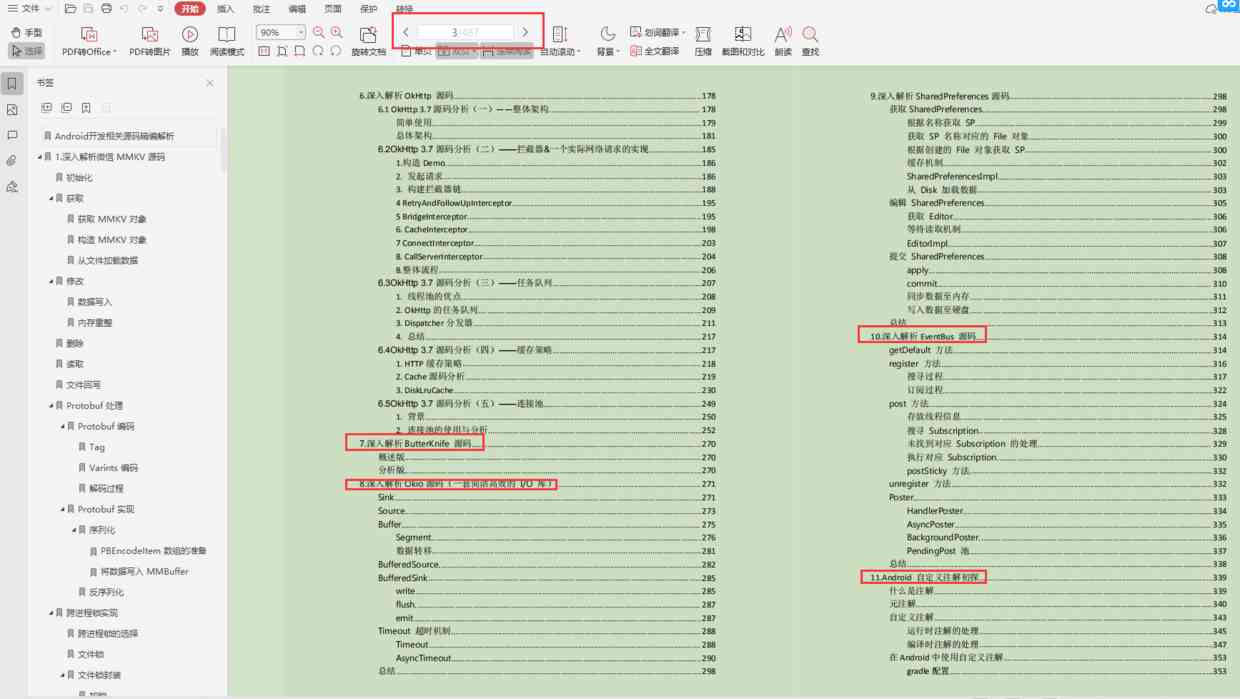 文件
开始
插入
批注
编辑
页面
保护
转换
手型
选择
PDF转Office
PDF转图片
播放
阅读模式
90%
旋转文档
3/487
单页
双页
连续阅读
自动滚动
背景
划词翻译
全文翻译
压缩
截图和对比
朗读
查找
书签
Android开发相关源码精编解析
1.深入解析微信 MMKV 源码
初始化
获取
获取 MMKV 对象
构造 MMKV 对象
从文件加载数据
修改
数据写入
内存重整
删除
读取
文件回写
Protobuf 处理
Protobuf 编码
Tag
Varints 编码
解码过程
Protobuf 实现
序列化
PBEncodeItem 数组的准备
将数据写入 MMBuffer
反序列化
跨进程锁实现
跨进程锁的选择
文件锁
文件锁封装
加锁
6.深入解析 OkHttp 源码 178
6.1 OkHttp 3.7 源码分析（一）——整体架构 178
简单使用 179
总体架构 181
6.2OkHttp 3.7 源码分析（二）——拦截器&一个实际网络请求的实现 185
1.构造 Demo 186
2. 发起请求 186
3. 构建拦截器链 188
4 RetryAndFollowUpInterceptor 195
5 BridgeInterceptor 195
6. CacheInterceptor 198
7 ConnectInterceptor 203
8. CallServerInterceptor 204
8.整体流程 206
6.3OkHttp 3.7 源码分析（三）——任务队列 207
1. 线程池的优点 208
2. OkHttp 的任务队列 209
3. Dispatcher 分发器 211
4. 总结 217
6.4OkHttp 3.7 源码分析（四）——缓存策略 217
1. HTTP 缓存策略 218
2. Cache 源码分析 219
3. DiskLruCache 230
6.5OkHttp 3.7 源码分析（五）——连接池 249
1. 背景 250
2. 连接池的使用与分析 252
7.深入解析 ButterKnife 源码 270
概述版 270
分析版 270
8.深入解析 Okio 源码（一套简洁高效的 I/O 库） 271
Sink 271
Source 273
Buffer 275
Segment 276
数据转移 281
BufferedSource 282
BufferedSink 285
write 285
flush 287
emit 287
Timeout 超时机制 288
Timeout 288
AsyncTimeout 290
总结 298
9.深入解析 SharedPreferences 源码 298
获取 SharedPreferences 298
根据名称获取 SP 299
获取 SP 名称对应的 File 对象 300
根据创建的 File 对象获取 SP 300
缓存机制 302
SharedPreferencesImpl 303
从 Disk 加载数据 303
编辑 SharedPreferences 305
获取 Editor 306
等待读取机制 306
EditorImpl 307
提交 SharedPreferences 308
apply 308
commit 310
同步数据至内存 311
写入数据至硬盘 312
总结 313
10.深入解析 EventBus 源码 314
getDefault 方法 314
register 方法 316
搜寻过程 317
订阅过程 322
post 方法 324
存放线程信息 325
搜寻 Subscription 328
未找到对应 Subscription 的处理 329
执行对应 Subscription 330
postSticky 方法 332
unregister 方法 332
Poster 333
HandlerPoster 334
AsyncPoster 335
BackgroundPoster 336
PendingPost 池 337
总结 338
11.Android 自定义注解初探 339
什么是注解 339
元注解 340
自定义注解 343
运行时注解的处理 345
编译时注解的处理 347
在 Android 中使用自定义注解 353
gradle 配置 353